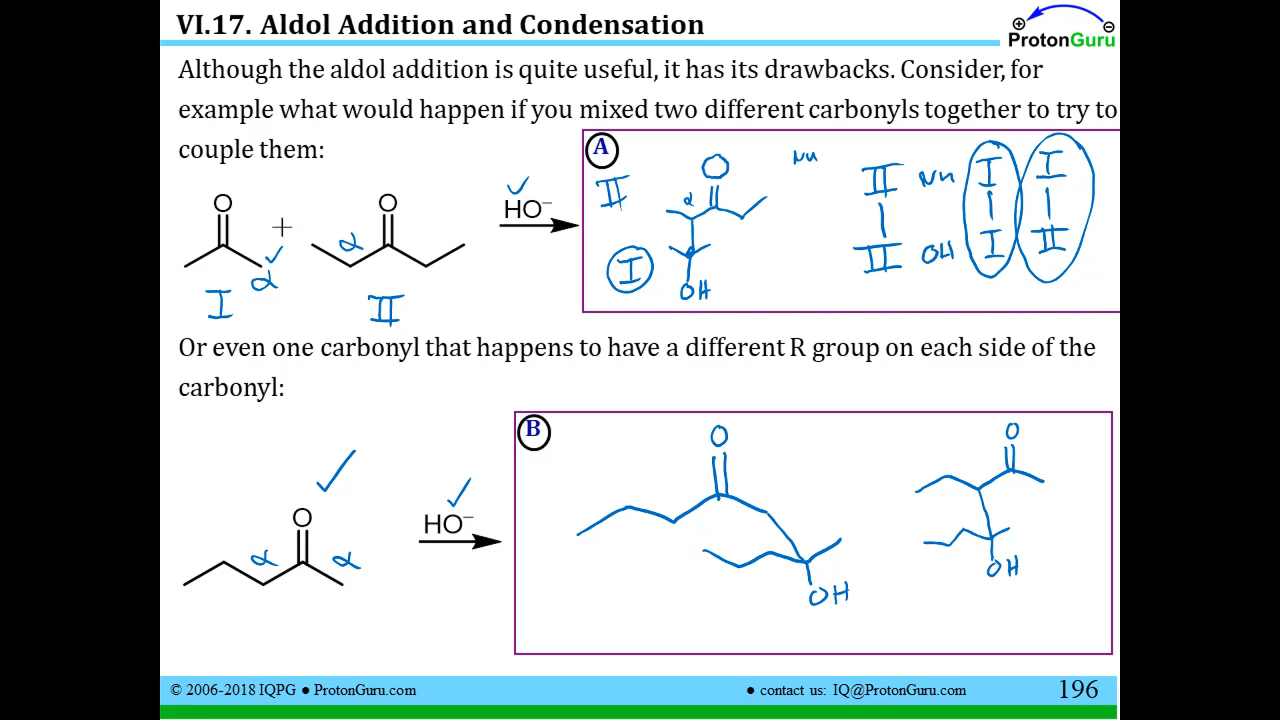 VI.17. Aldol Addition and Condensation
ProtonGuru
Although the aldol addition is quite useful, it has its drawbacks. Consider, for
example what would happen if you mixed two different carbonyls together to try to
couple them:
A
O
+
O
HO⁻
α
α
I
II
II
O
α
I
OH
Nu
II Nu I I
II OH I II
Or even one carbonyl that happens to have a different R group on each side of the
carbonyl:
B
O
α
α
HO⁻
O
OH
O
OH
© 2006-2018 IQPG ● ProtonGuru.com
● contact us: IQ@ProtonGuru.com
196